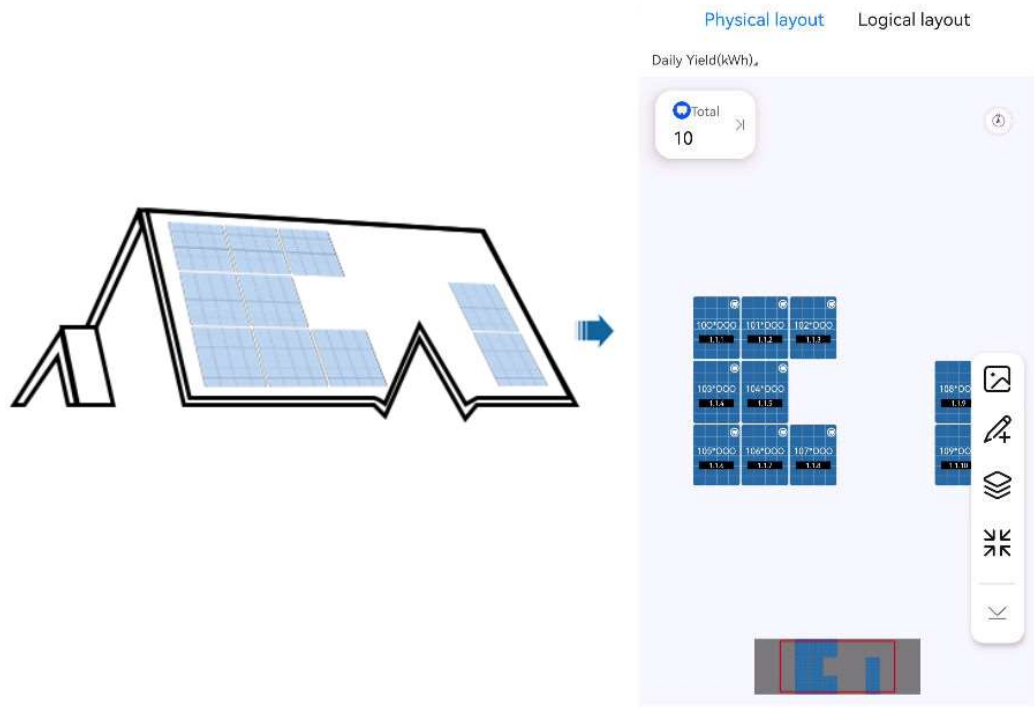 Physical layout Logical layout
Daily Yield(kWh)
Total
10
100*DOO 101*DOO 102*DOO
1.1.1 1.1.2 1.1.3
103*DOO 104*DOO
1.1.4 1.1.5
108*DO
1.1.9
105*DOO 106*DOO 107*DOO
1.1.6 1.1.7 1.1.8
109*DO
1.1.10